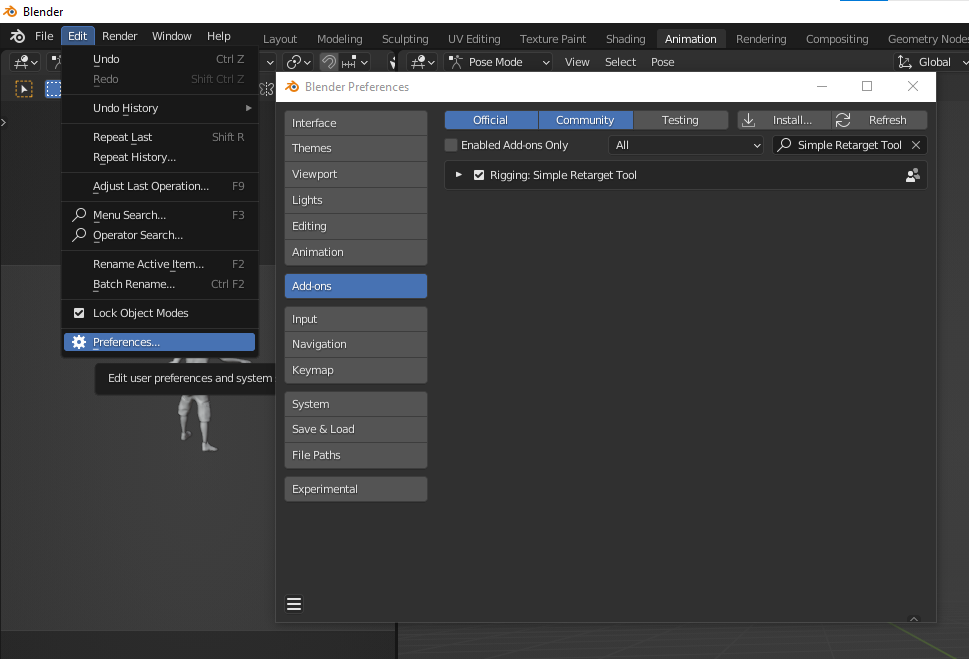 Blender
File Edit Render Window Help Layout Modeling Sculpting UV Editing Texture Paint Shading Animation Rendering Compositing Geometry Nodes
Pose Mode View Select Pose Global
Undo Ctrl Z
Redo Shift Ctrl Z
Undo History
Repeat Last Shift R
Repeat History...
Adjust Last Operation... F9
Menu Search... F3
Operator Search...
Rename Active Item... F2
Batch Rename... Ctrl F2
Lock Object Modes
Preferences...
Edit user preferences and system
Blender Preferences
Interface
Themes
Viewport
Lights
Editing
Animation
Add-ons
Input
Navigation
Keymap
System
Save & Load
File Paths
Experimental
Official Community Testing Install... Refresh
Enabled Add-ons Only All Simple Retarget Tool
Rigging: Simple Retarget Tool